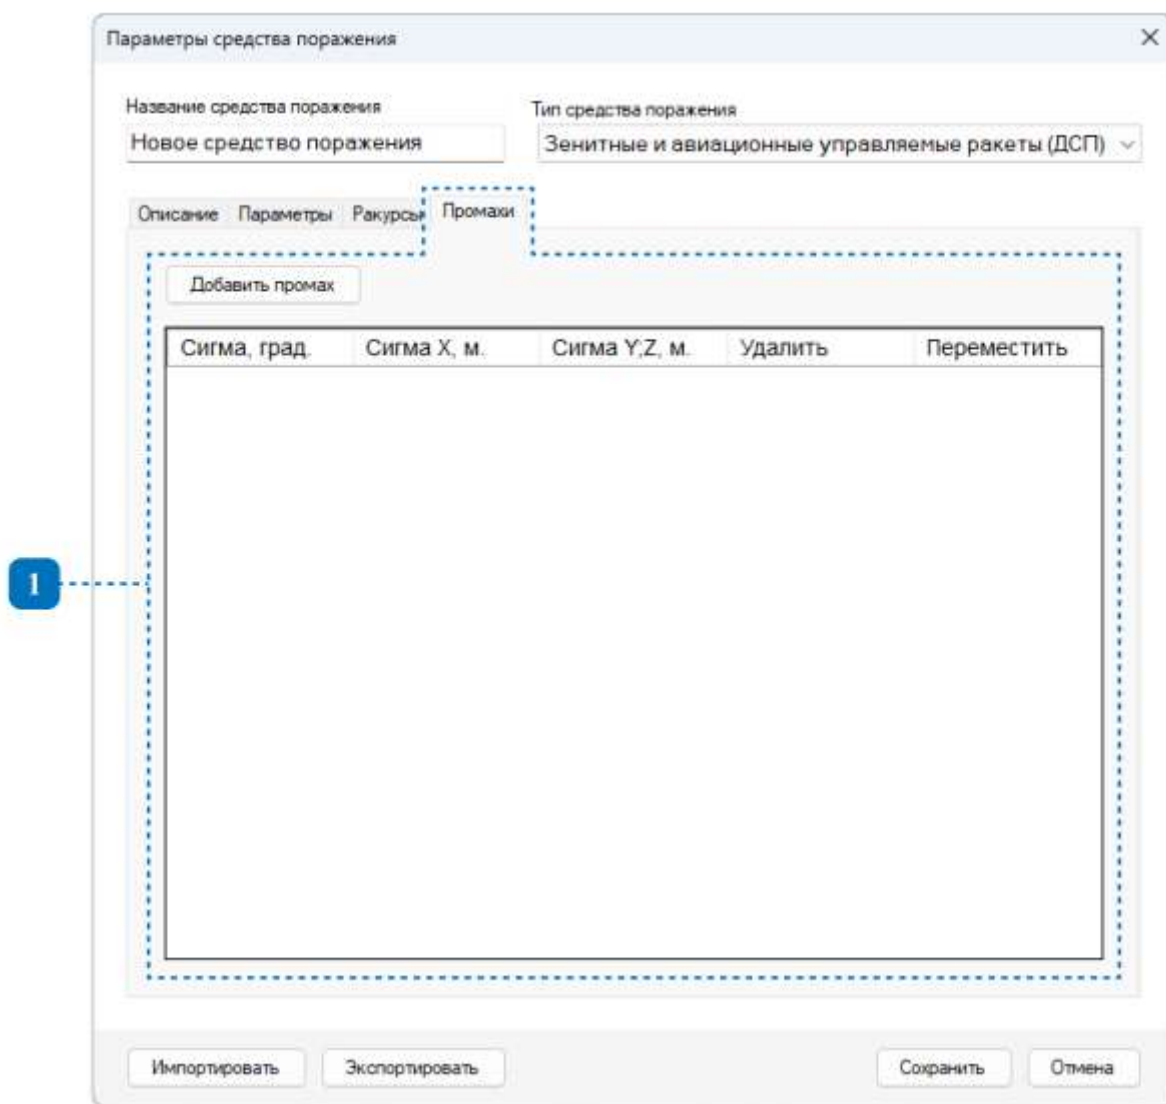 Параметры средства поражения
Название средства поражения
Тип средства поражения
Новое средство поражения
Зенитные и авиационные управляемые ракеты (ДСП)
Описание Параметры Ракурсы Промахи
Добавить промах
Сигма, град. Сигма X, м. Сигма Y;Z, м. Удалить Переместить
1
Импортировать Экспортировать Сохранить Отмена